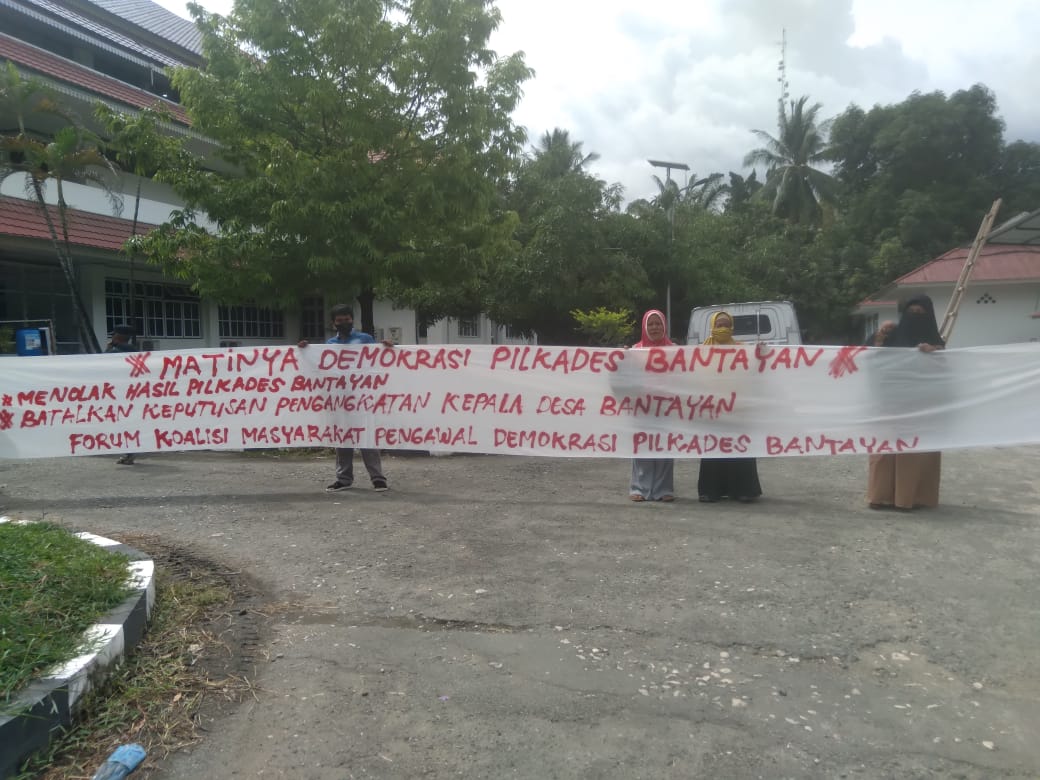 * MATINYA DEMOKRASI PILKADES BANTAYAN *
* MENOLAK HASIL PILKADES BANTAYAN
* BATALKAN KEPUTUSAN PENGANGKATAN KEPALA DESA BANTAYAN
FORUM KOALISI MASYARAKAT PENGAWAL DEMOKRASI PILKADES BANTAYAN